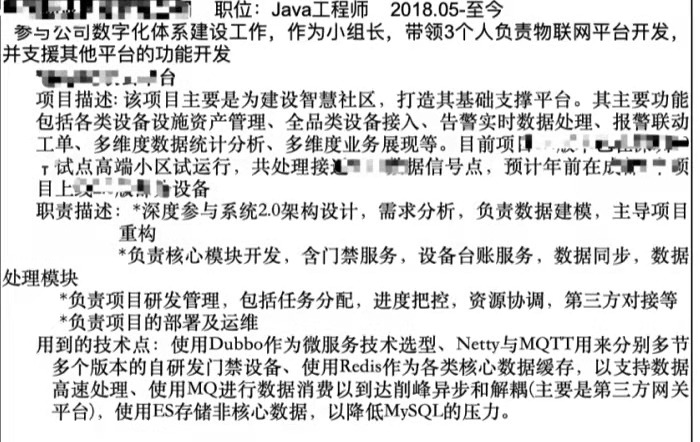 职位：Java工程师 2018.05-至今
参与公司数字化体系建设工作，作为小组长，带领3个人负责物联网平台开发，
并支援其他平台的功能开发
台
项目描述: 该项目主要是为建设智慧社区，打造其基础支撑平台。其主要功能
包括各类设备设施资产管理、全品类设备接入、告警实时数据处理、报警联动
工单、多维度数据统计分析、多维度业务展现等。目前项
试点高端小区试运行，共处理接 据信号点，预计年前在 项
目上 设备
职责描述：*深度参与系统2.0架构设计，需求分析，负责数据建模，主导项目
重构
*负责核心模块开发，含门禁服务，设备台账服务，数据同步，数据
处理模块
*负责项目研发管理，包括任务分配，进度把控，资源协调，第三方对接等
*负责项目的部署及运维
用到的技术点：使用Dubbo作为微服务技术选型、Netty与MQTT用来分别多节
多个版本的自研发门禁设备、使用Redis作为各类核心数据缓存，以支持数据
高速处理、使用MQ进行数据消费以到达削峰异步和解耦(主要是第三方网关
平台)，使用ES存储非核心数据，以降低MySQL的压力。